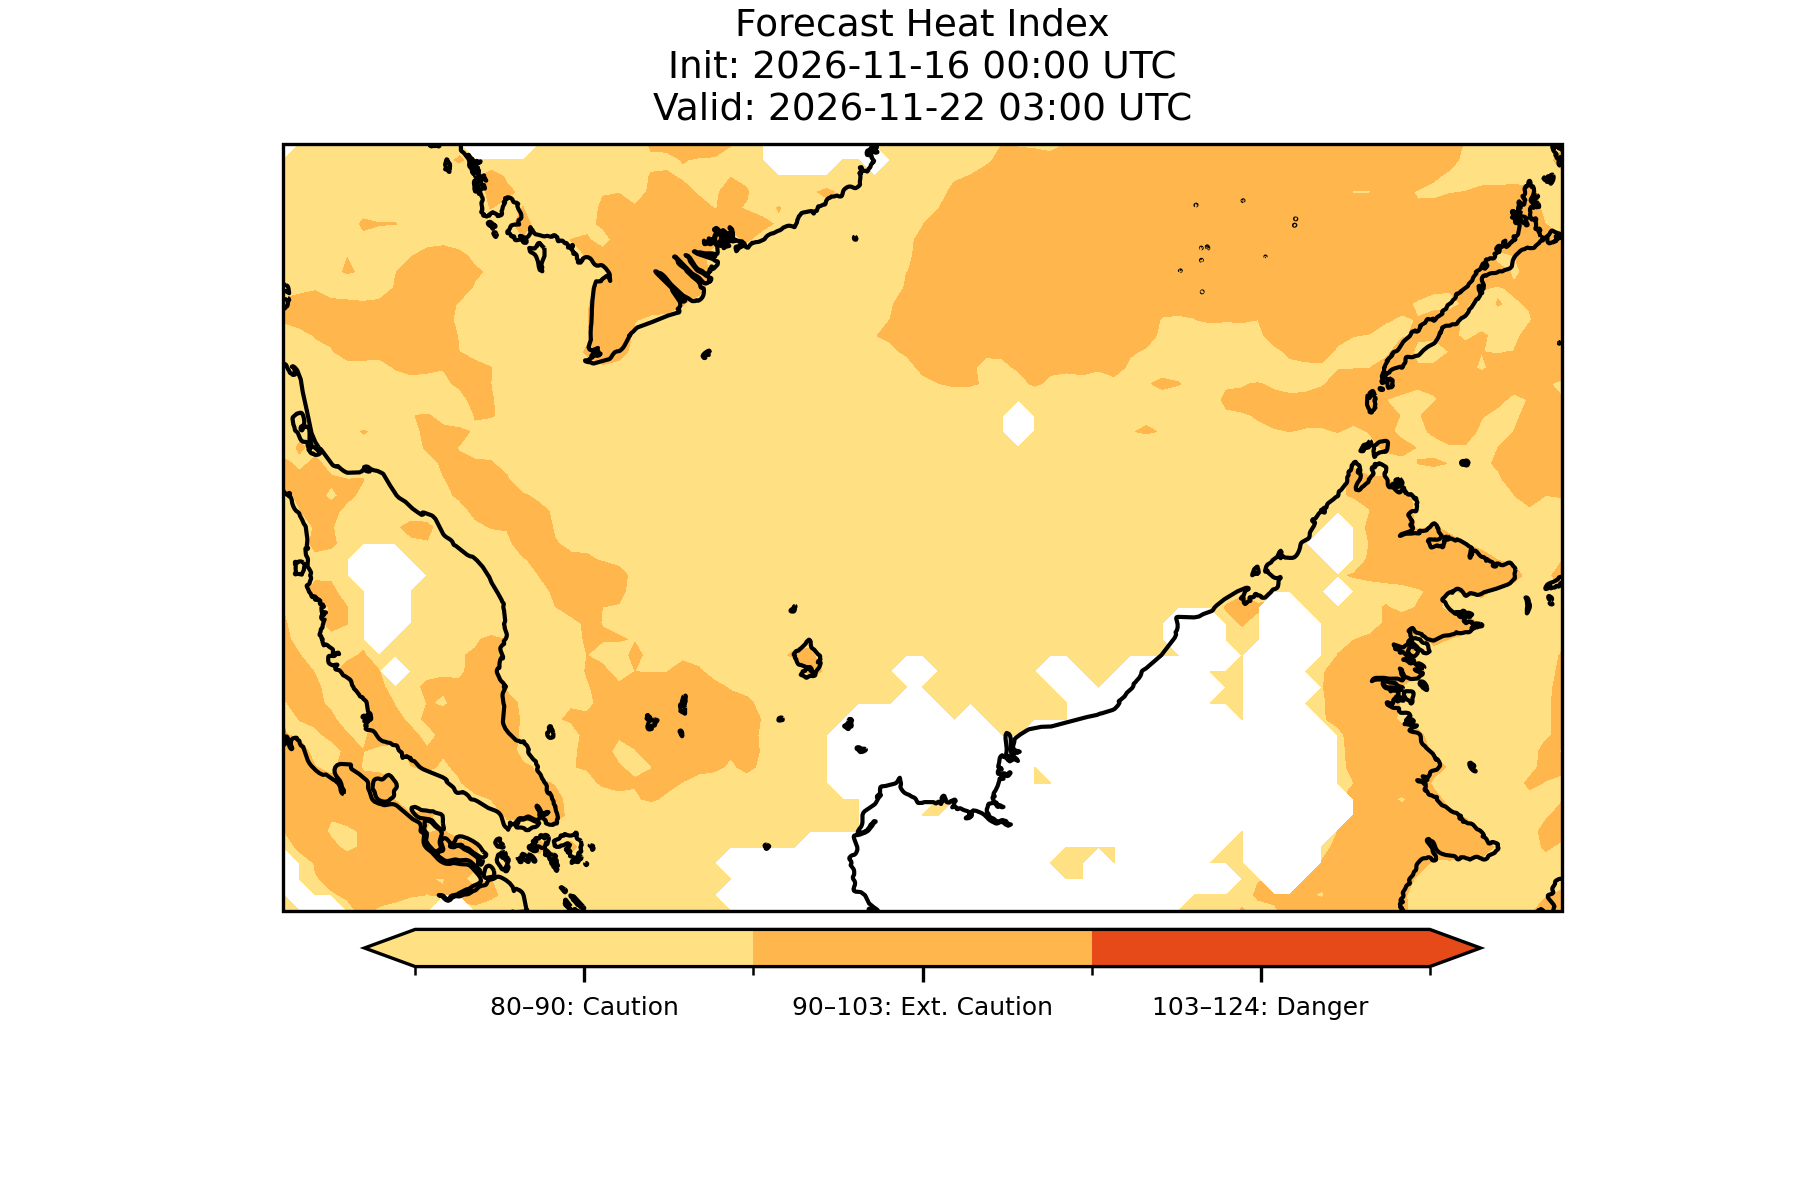 Forecast Heat Index
Init: 2026-11-16 00:00 UTC
Valid: 2026-11-22 03:00 UTC
80–90: Caution
90–103: Ext. Caution
103–124: Danger